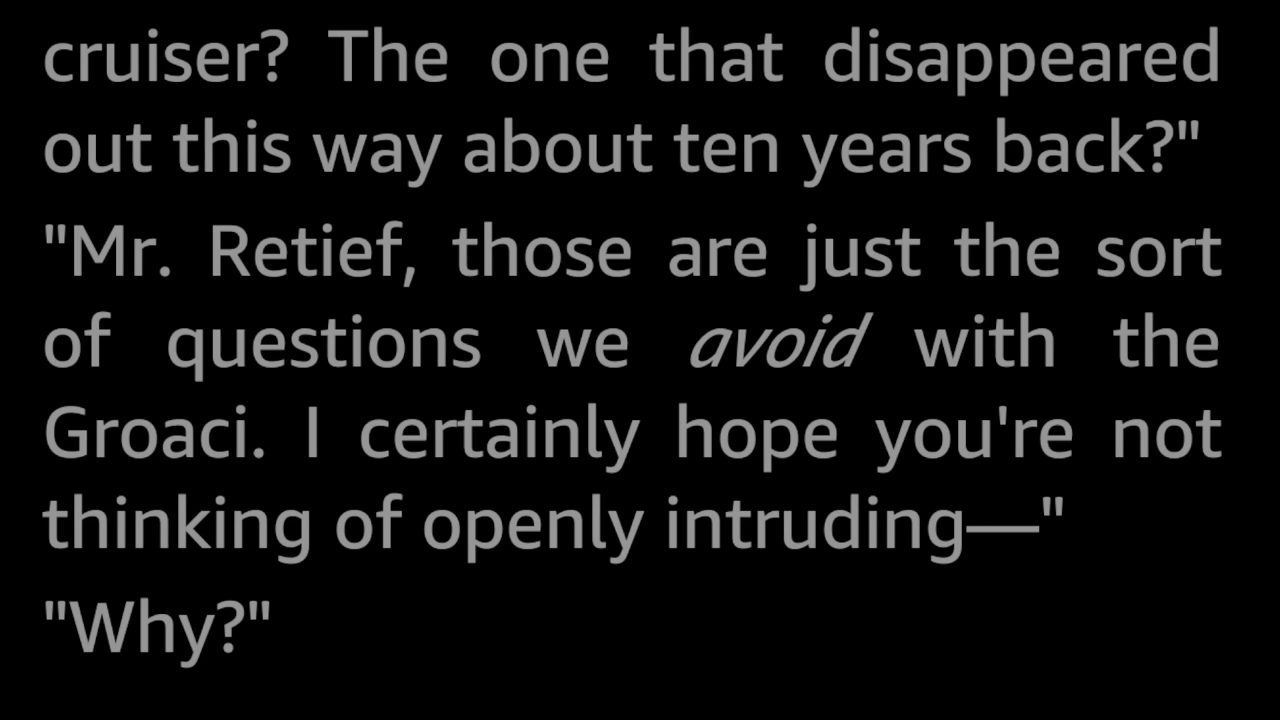 cruiser? The one that disappeared
out this way about ten years back?"
"Mr. Retief, those are just the sort
of questions we avoid with the
Groaci. I certainly hope you're not
thinking of openly intruding—"
"Why?"